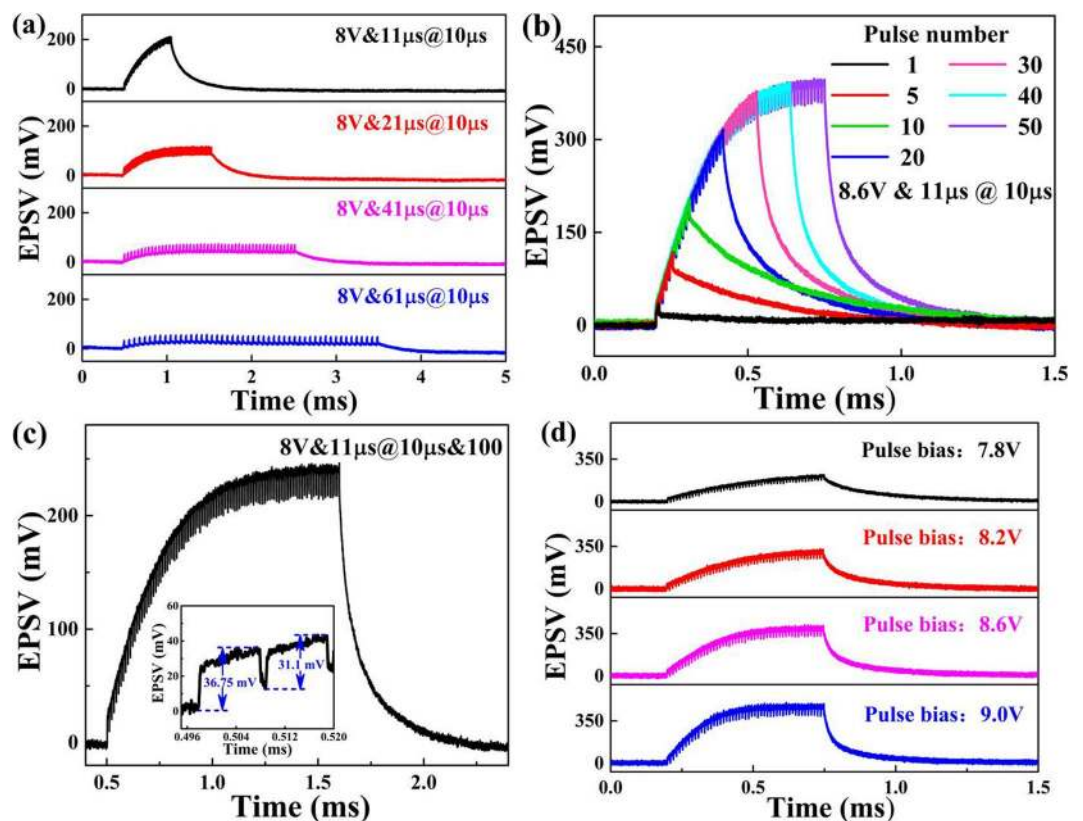 (a)
8V&11μs@10μs
8V&21μs@10μs
8V&41μs@10μs
8V&61μs@10μs
EPSV (mV)
200
0
200
0
200
0
200
0
0 1 2 3 4 5
Time (ms)
(b)
Pulse number
1 30
5 40
10 50
20
8.6V & 11μs @ 10μs
EPSV (mV)
450
300
150
0
0.0 0.5 1.0 1.5
Time (ms)
(c)
8V&11μs@10μs&100
EPSV (mV)
200
100
0
0.5 1.0 1.5 2.0
Time (ms)
EPSV (mV)
60
40
20
0
36.75 mV
31.1 mV
0.496 0.504 0.512 0.520
Time (ms)
(d)
Pulse bias: 7.8V
Pulse bias: 8.2V
Pulse bias: 8.6V
Pulse bias: 9.0V
EPSV (mV)
350
0
350
0
350
0
350
0
0.0 0.5 1.0 1.5
Time (ms)